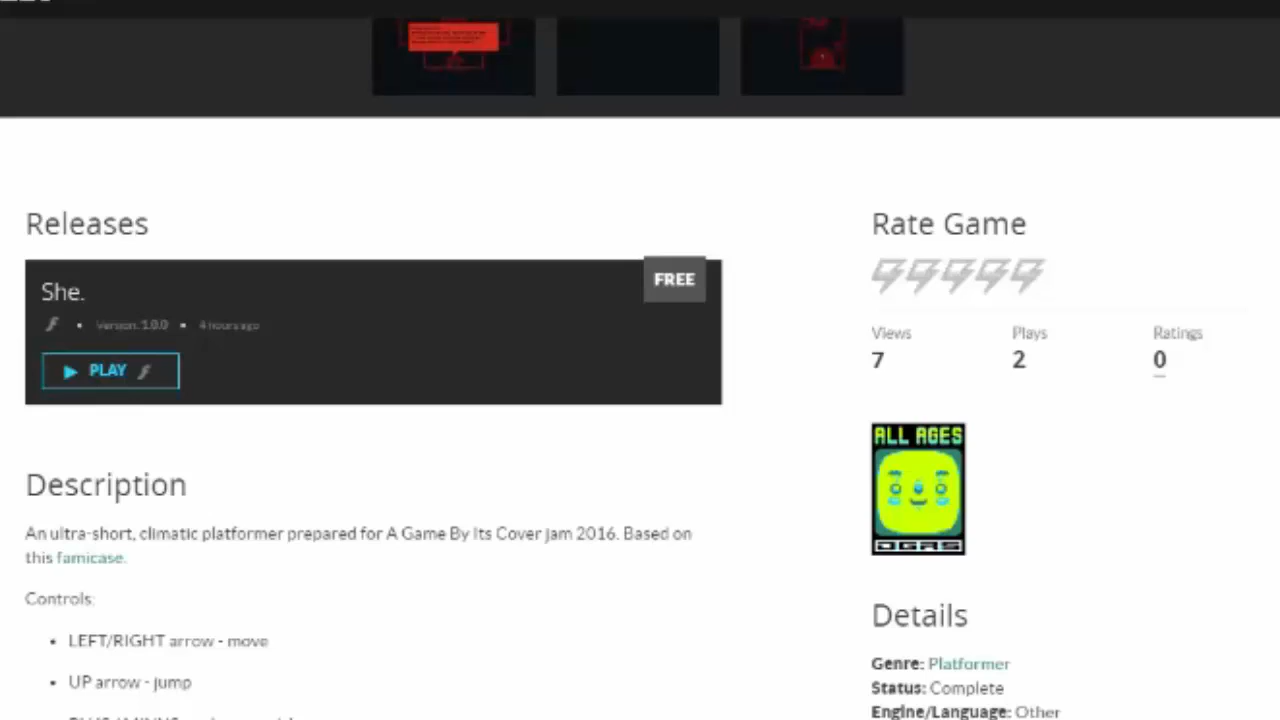 Releases
She.
FREE
Version: 1.0.0 • 4 hours ago
PLAY
Description
An ultra-short, climatic platformer prepared for A Game By Its Cover jam 2016. Based on
this famicase.
Controls:
• LEFT/RIGHT arrow - move
• UP arrow - jump
Rate Game
Views
7
Plays
2
Ratings
0
ALL AGES
DGRS
Details
Genre: Platformer
Status: Complete
Engine/Language: Other